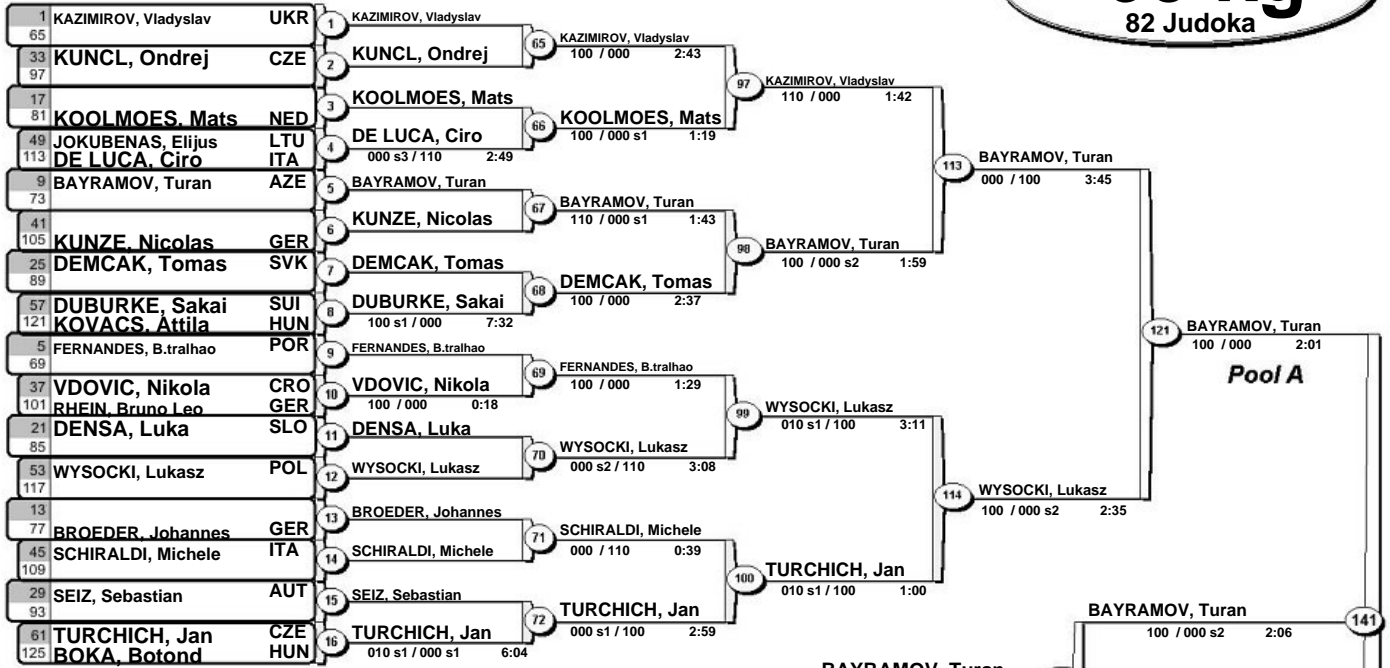 82 Judoka
1 KAZIMIROV, Vladyslav UKR
65
33 KUNCL, Ondrej CZE
97
17
81 KOOLMOES, Mats NED
49 JOKUBENAS, Elijus LTU
113 DE LUCA, Ciro ITA
9 BAYRAMOV, Turan AZE
73
41
105 KUNZE, Nicolas GER
25 DEMCAK, Tomas SVK
89
57 DUBURKE, Sakai SUI
121 KOVACS, Attila HUN
5 FERNANDES, B.tralhao POR
69
37 VDOVIC, Nikola CRO
101 RHEIN, Bruno Leo GER
21 DENSA, Luka SLO
85
53 WYSOCKI, Lukasz POL
117
13
77 BROEDER, Johannes GER
45 SCHIRALDI, Michele ITA
109
29 SEIZ, Sebastian AUT
93
61 TURCHICH, Jan CZE
125 BOKA, Botond HUN
1 KAZIMIROV, Vladyslav
2 KUNCL, Ondrej
3 KOOLMOES, Mats
4 DE LUCA, Ciro
000 s3 / 110 2:49
5 BAYRAMOV, Turan
6 KUNZE, Nicolas
7 DEMCAK, Tomas
8 DUBURKE, Sakai
100 s1 / 000 7:32
9 FERNANDES, B.tralhao
10 VDOVIC, Nikola
100 / 000 0:18
11 DENSA, Luka
12 WYSOCKI, Lukasz
13 BROEDER, Johannes
14 SCHIRALDI, Michele
15 SEIZ, Sebastian
16 TURCHICH, Jan
010 s1 / 000 s1 6:04
65 KAZIMIROV, Vladyslav
100 / 000 2:43
66 KOOLMOES, Mats
100 / 000 s1 1:19
67 BAYRAMOV, Turan
110 / 000 s1 1:43
68 DEMCAK, Tomas
100 / 000 2:37
69 FERNANDES, B.tralhao
100 / 000 1:29
70 WYSOCKI, Lukasz
000 s2 / 110 3:08
71 SCHIRALDI, Michele
000 / 110 0:39
72 TURCHICH, Jan
000 s1 / 100 2:59
97 KAZIMIROV, Vladyslav
110 / 000 1:42
98 BAYRAMOV, Turan
100 / 000 s2 1:59
99 WYSOCKI, Lukasz
010 s1 / 100 3:11
100 TURCHICH, Jan
010 s1 / 100 1:00
113 BAYRAMOV, Turan
000 / 100 3:45
114 WYSOCKI, Lukasz
100 / 000 s2 2:35
121 BAYRAMOV, Turan
100 / 000 2:01
Pool A
BAYRAMOV, Turan
100 / 000 s2 2:06
141
BAYRAMOV, Turan